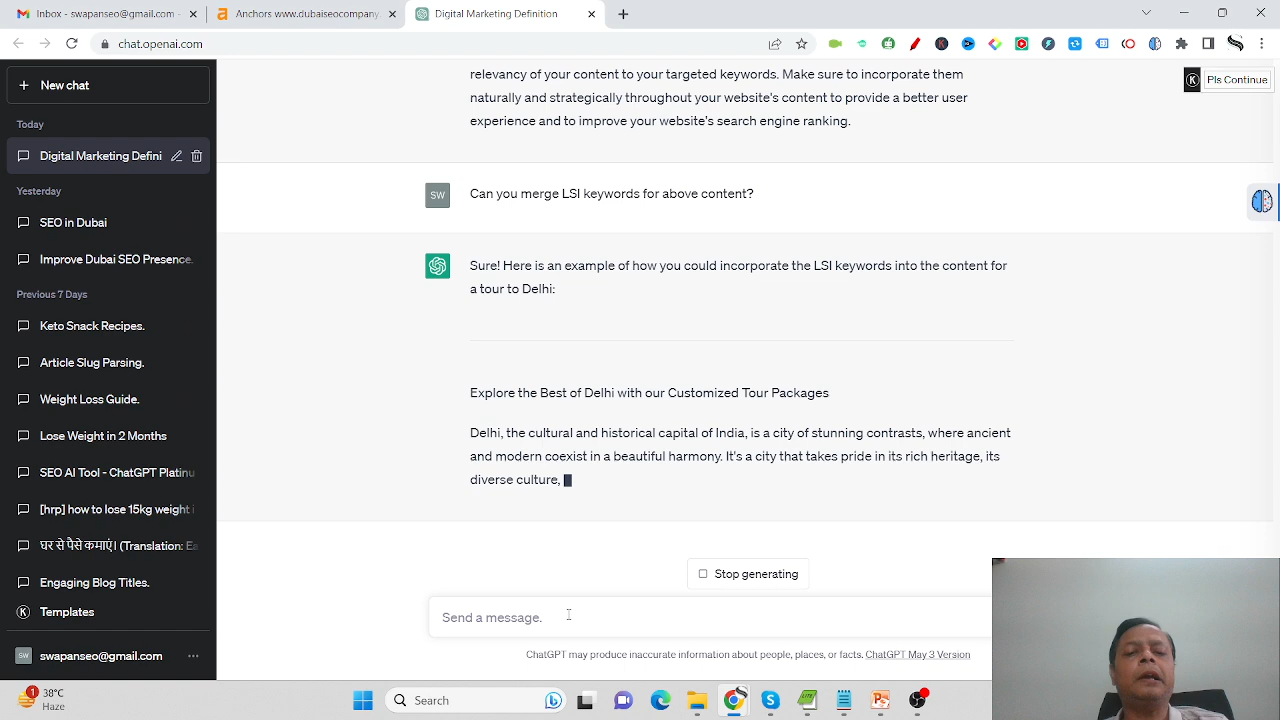 Inbox - swapanseo@gmail.com -
Anchors www.dubaiseocompany.
Digital Marketing Definition
chat.openai.com
New chat
Today
Digital Marketing Defini
Yesterday
SEO in Dubai
Improve Dubai SEO Presence.
Previous 7 Days
Keto Snack Recipes.
Article Slug Parsing.
Weight Loss Guide.
Lose Weight in 2 Months
SEO AI Tool - ChatGPT Platinu
[hrp] how to lose 15kg weight i
घर से पैसे कमाएं। (Translation: Ea
Engaging Blog Titles.
Templates
SW swapanseo@gmail.com
Pls Continue
relevancy of your content to your targeted keywords. Make sure to incorporate them
naturally and strategically throughout your website's content to provide a better user
experience and to improve your website's search engine ranking.
SW Can you merge LSI keywords for above content?
Sure! Here is an example of how you could incorporate the LSI keywords into the content for
a tour to Delhi:
Explore the Best of Delhi with our Customized Tour Packages
Delhi, the cultural and historical capital of India, is a city of stunning contrasts, where ancient
and modern coexist in a beautiful harmony. It's a city that takes pride in its rich heritage, its
diverse culture,
Stop generating
Send a message.
ChatGPT may produce inaccurate information about people, places, or facts. ChatGPT May 3 Version
1
38°C
Haze
Search